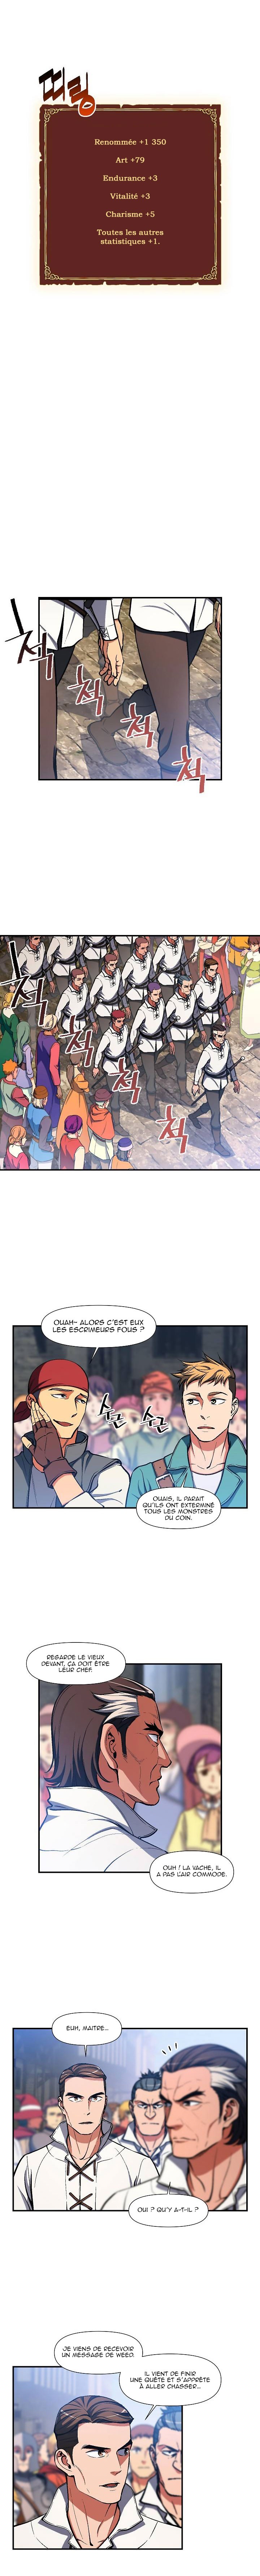 띠링
Renommée +1 350
Art +79
Endurance +3
Vitalité +3
Charisme +5
Toutes les autres
statistiques +1.
척
척
척
척
척
척
척
척
OUAH~ ALORS C'EST EUX
LES ESCRIMEURS FOUS ?
수군
수군
OUAIS, IL PARAIT
QU'ILS ONT EXTERMINÉ
TOUS LES MONSTRES
DU COIN.
REGARDE LE VIEUX
DEVANT, ÇA DOIT ÊTRE
LEUR CHEF.
OUH ! LA VACHE, IL
A PAS L'AIR COMMODE.
EUH, MAITRE...
OUI ? QU'Y A-T-IL ?
JE VIENS DE RECEVOIR
UN MESSAGE DE WEED.
IL VIENT DE FINIR
UNE QUÊTE ET S'APPRÊTE
À ALLER CHASSER...